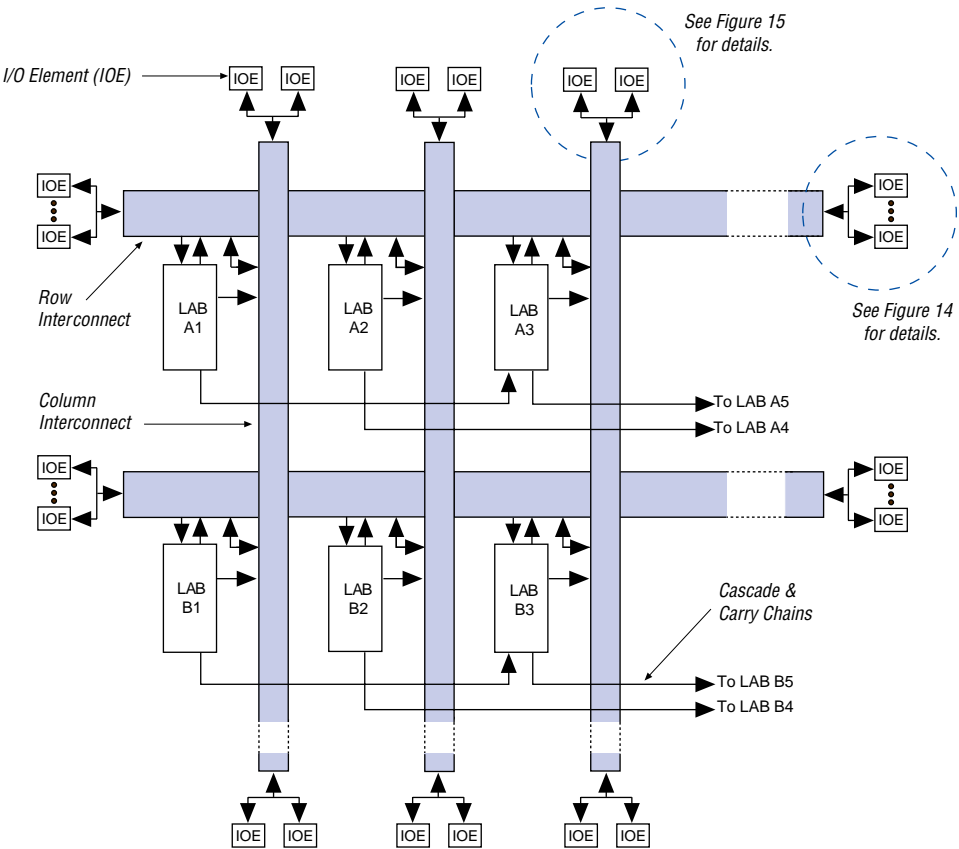 See Figure 15
for details.
I/O Element (IOE)
IOE IOE IOE IOE IOE IOE
IOE
IOE
IOE
IOE
Row
Interconnect
LAB
A1
LAB
A2
LAB
A3
See Figure 14
for details.
Column
Interconnect
To LAB A5
To LAB A4
IOE
IOE
IOE
IOE
LAB
B1
LAB
B2
LAB
B3
Cascade &
Carry Chains
To LAB B5
To LAB B4
IOE IOE IOE IOE IOE IOE